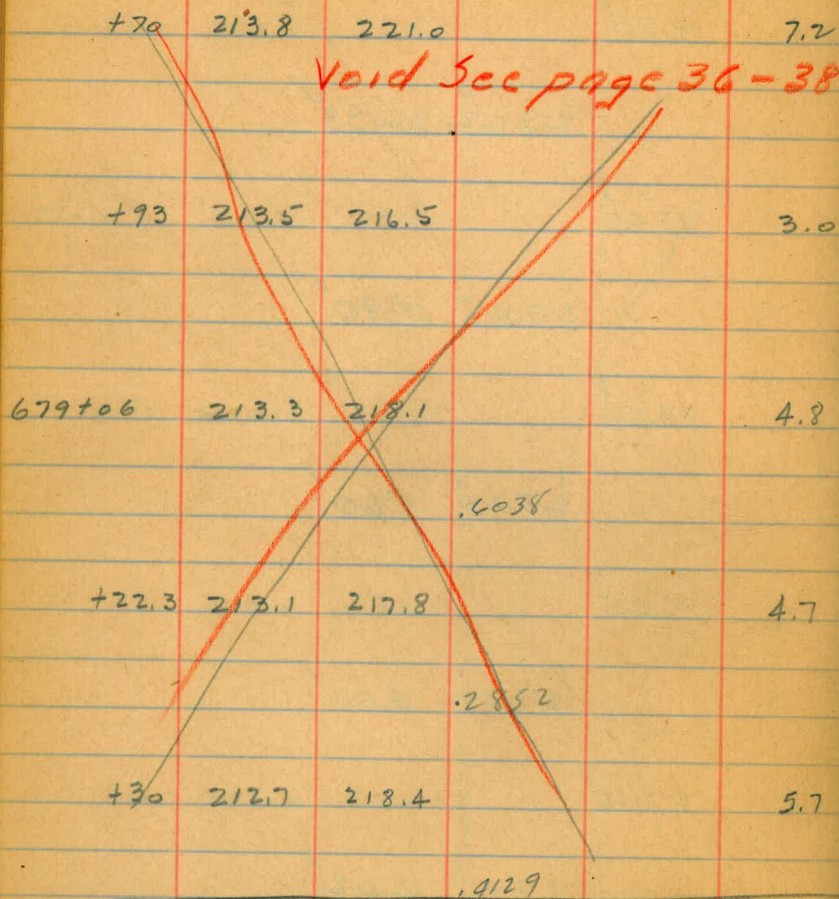 +70 213.8 221.0 7.2
Void See page 36-38
+93 213.5 216.5 3.0
679+06 213.3 218.1 4.8
.6038
+22.3 213.1 217.8 4.7
.2852
+30 212.7 218.4 5.7
.9129